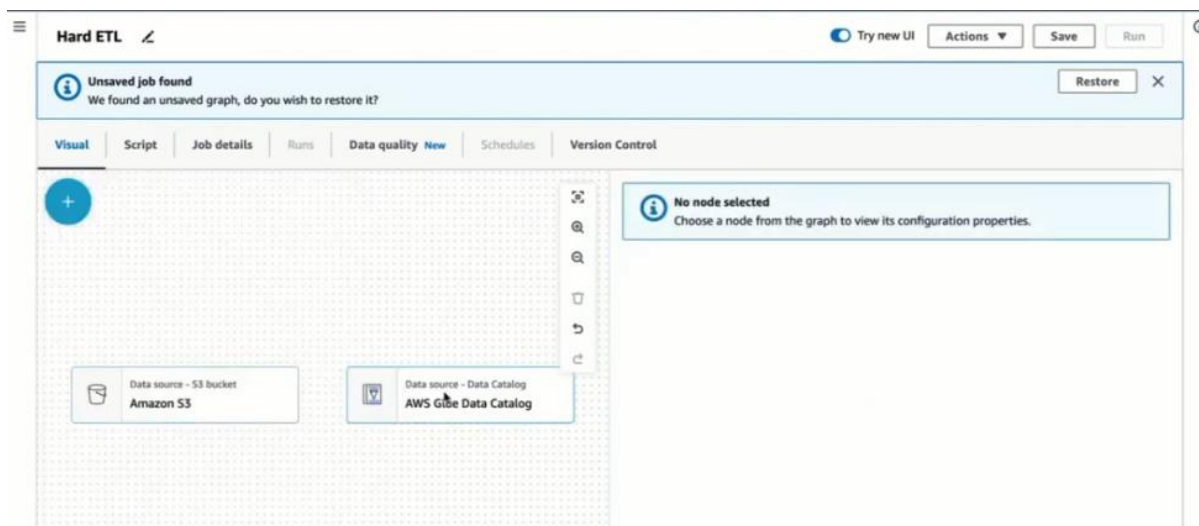 Hard ETL
Try new UI
Actions
Save
Run
Unsaved job found
We found an unsaved graph, do you wish to restore it?
Restore
Visual
Script
Job details
Runs
Data quality New
Schedules
Version Control
No node selected
Choose a node from the graph to view its configuration properties.
Data source - S3 bucket
Amazon S3
Data source - Data Catalog
AWS Glue Data Catalog